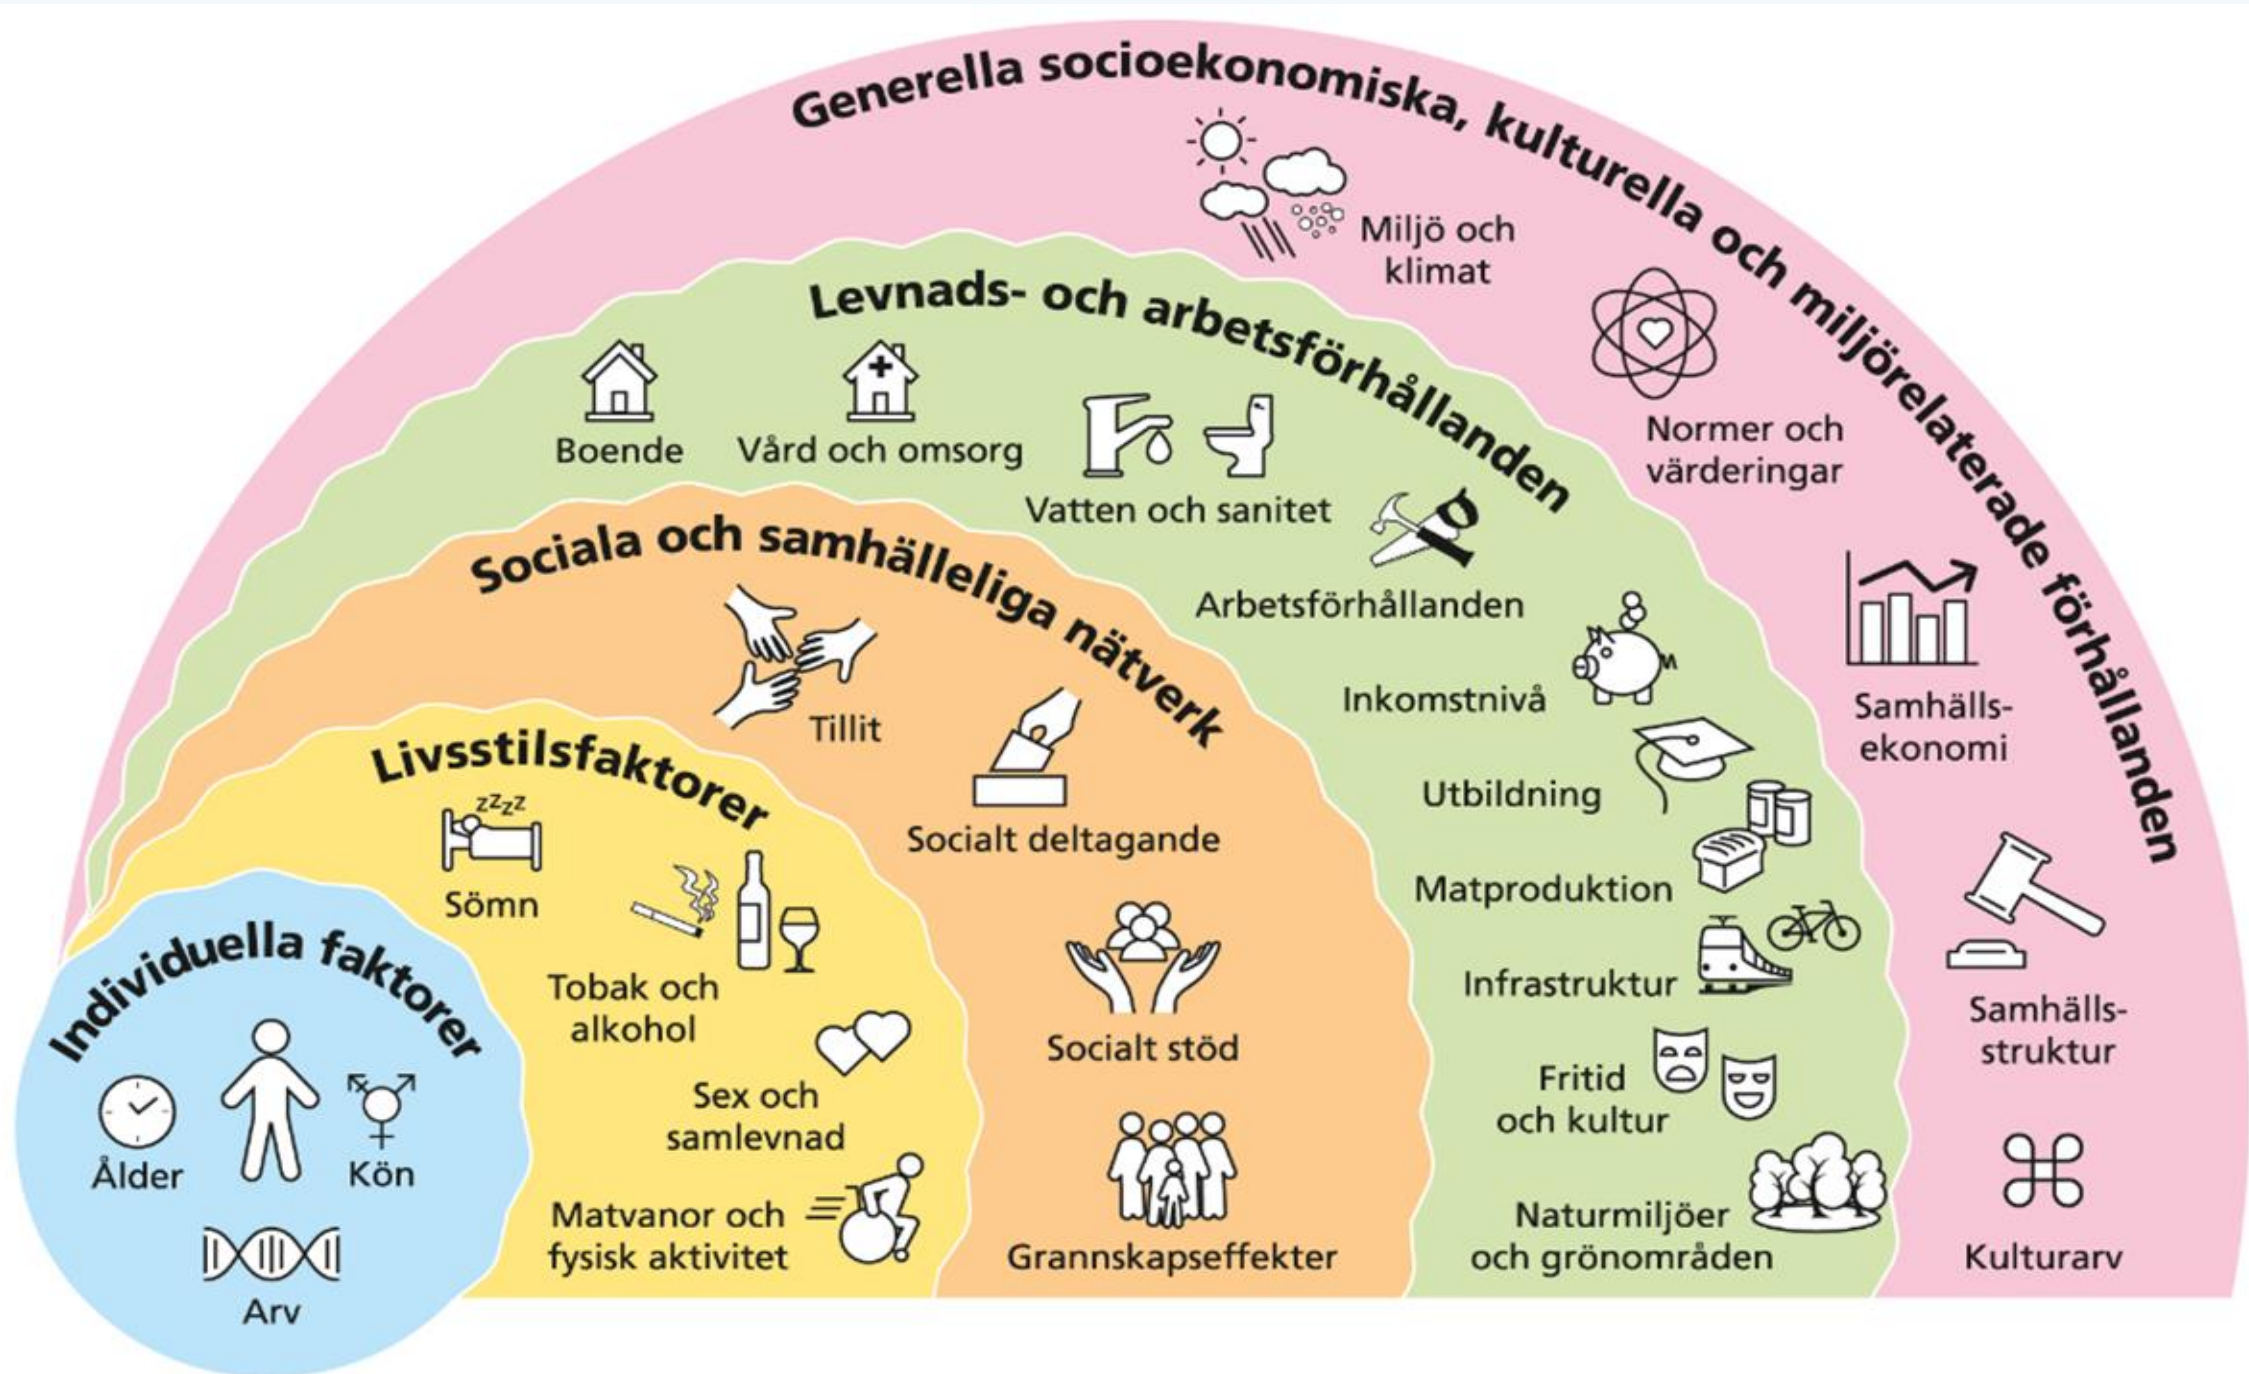 Generella socioekonomiska, kulturella och miljörelaterade förhållanden
Miljö och
klimat
Normer och
värderingar
Samhälls-
ekonomi
Samhälls-
struktur
Kulturarv
Levnads- och arbetsförhållanden
Boende
Vård och omsorg
Vatten och sanitet
Arbetsförhållanden
Inkomstnivå
Utbildning
Matproduktion
Infrastruktur
Fritid
och kultur
Naturmiljöer
och grönområden
Sociala och samhälleliga nätverk
Tillit
Socialt deltagande
Socialt stöd
Grannskapseffekter
Livsstilsfaktorer
zzzz
Sömn
Tobak och
alkohol
Sex och
samlevnad
Matvanor och
fysisk aktivitet
Individuella faktorer
Ålder
Kön
Arv